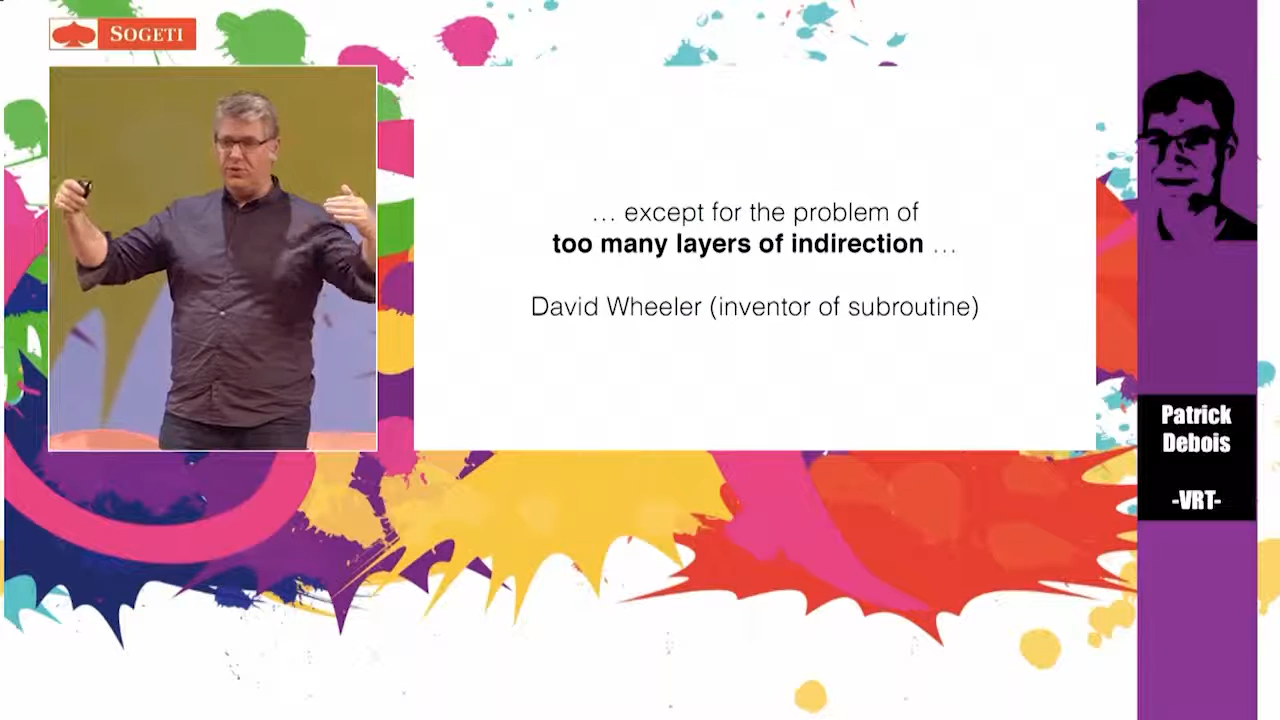 SOGETI
… except for the problem of
too many layers of indirection …
David Wheeler (inventor of subroutine)
Patrick
Debois
-VRT-